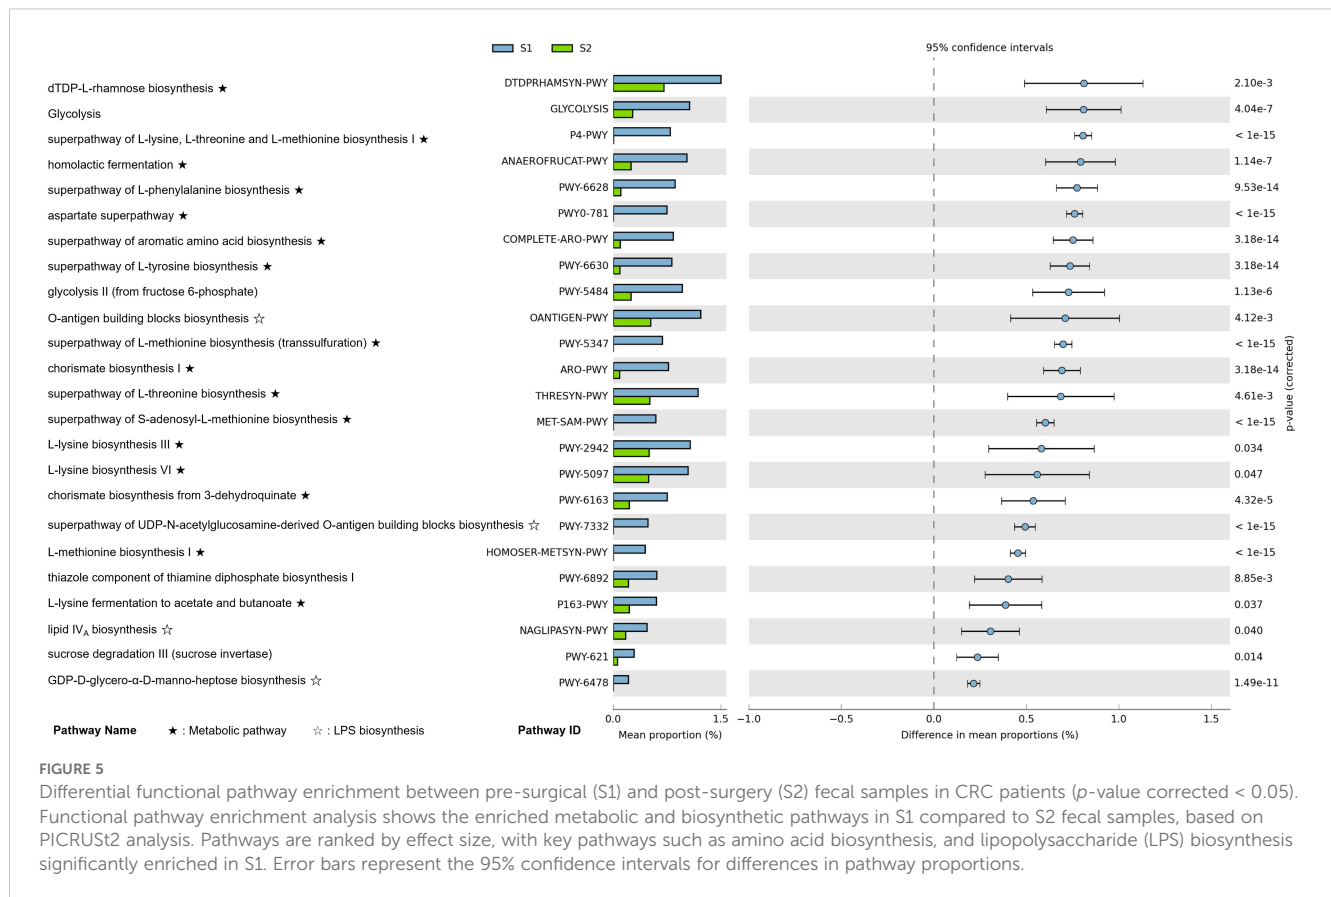 S1 S2 95% confidence intervals
dTDP-L-rhamnose biosynthesis ★ DTDPRHAMSYN-PWY 2.10e-3
Glycolysis GLYCOLYSIS 4.04e-7
superpathway of L-lysine, L-threonine and L-methionine biosynthesis I ★ P4-PWY < 1e-15
homolactic fermentation ★ ANAEROFRUCAT-PWY 1.14e-7
superpathway of L-phenylalanine biosynthesis ★ PWY-6628 9.53e-14
aspartate superpathway ★ PWY0-781 < 1e-15
superpathway of aromatic amino acid biosynthesis ★ COMPLETE-ARO-PWY 3.18e-14
superpathway of L-tyrosine biosynthesis ★ PWY-6630 3.18e-14
glycolysis II (from fructose 6-phosphate) PWY-5484 1.13e-6
O-antigen building blocks biosynthesis ☆ OANTIGEN-PWY 4.12e-3
superpathway of L-methionine biosynthesis (transsulfuration) ★ PWY-5347 < 1e-15
chorismate biosynthesis I ★ ARO-PWY 3.18e-14
superpathway of L-threonine biosynthesis ★ THRESYN-PWY 4.61e-3
superpathway of S-adenosyl-L-methionine biosynthesis ★ MET-SAM-PWY < 1e-15
L-lysine biosynthesis III ★ PWY-2942 0.034
L-lysine biosynthesis VI ★ PWY-5097 0.047
chorismate biosynthesis from 3-dehydroquinate ★ PWY-6163 4.32e-5
superpathway of UDP-N-acetylglucosamine-derived O-antigen building blocks biosynthesis ☆ PWY-7332 < 1e-15
L-methionine biosynthesis I ★ HOMOSER-METSYN-PWY < 1e-15
thiazole component of thiamine diphosphate biosynthesis I PWY-6892 8.85e-3
L-lysine fermentation to acetate and butanoate ★ P163-PWY 0.037
lipid IVA biosynthesis ☆ NAGLIPASYN-PWY 0.040
sucrose degradation III (sucrose invertase) PWY-621 0.014
GDP-D-glycero-α-D-manno-heptose biosynthesis ☆ PWY-6478 1.49e-11
p-value (corrected)
0.0 1.5 −1.0 −0.5 0.0 0.5 1.0 1.5
Pathway Name ★ : Metabolic pathway ☆ : LPS biosynthesis Pathway ID Mean proportion (%) Difference in mean proportions (%)
FIGURE 5
Differential functional pathway enrichment between pre-surgical (S1) and post-surgery (S2) fecal samples in CRC patients (p-value corrected < 0.05).
Functional pathway enrichment analysis shows the enriched metabolic and biosynthetic pathways in S1 compared to S2 fecal samples, based on
PICRUSt2 analysis. Pathways are ranked by effect size, with key pathways such as amino acid biosynthesis, and lipopolysaccharide (LPS) biosynthesis
significantly enriched in S1. Error bars represent the 95% confidence intervals for differences in pathway proportions.